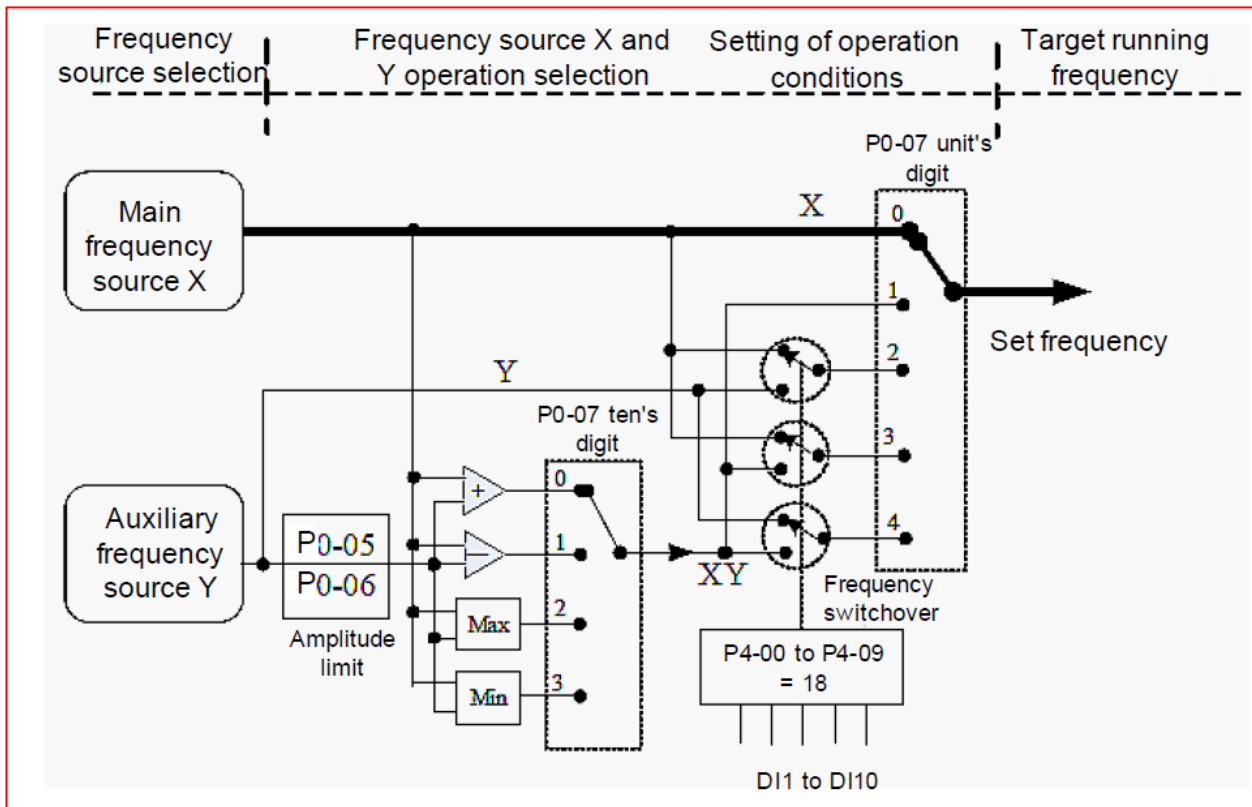 Frequency
source selection
Frequency source X and
Y operation selection
Setting of operation
conditions
Target running
frequency
P0-07 unit's
digit
Main
frequency
source X
X
0
1
2
3
4
Set frequency
Y
P0-07 ten's
digit
Auxiliary
frequency
source Y
P0-05
P0-06
Amplitude
limit
+
−
Max
Min
0
1
2
3
XY
Frequency
switchover
P4-00 to P4-09
= 18
DI1 to DI10